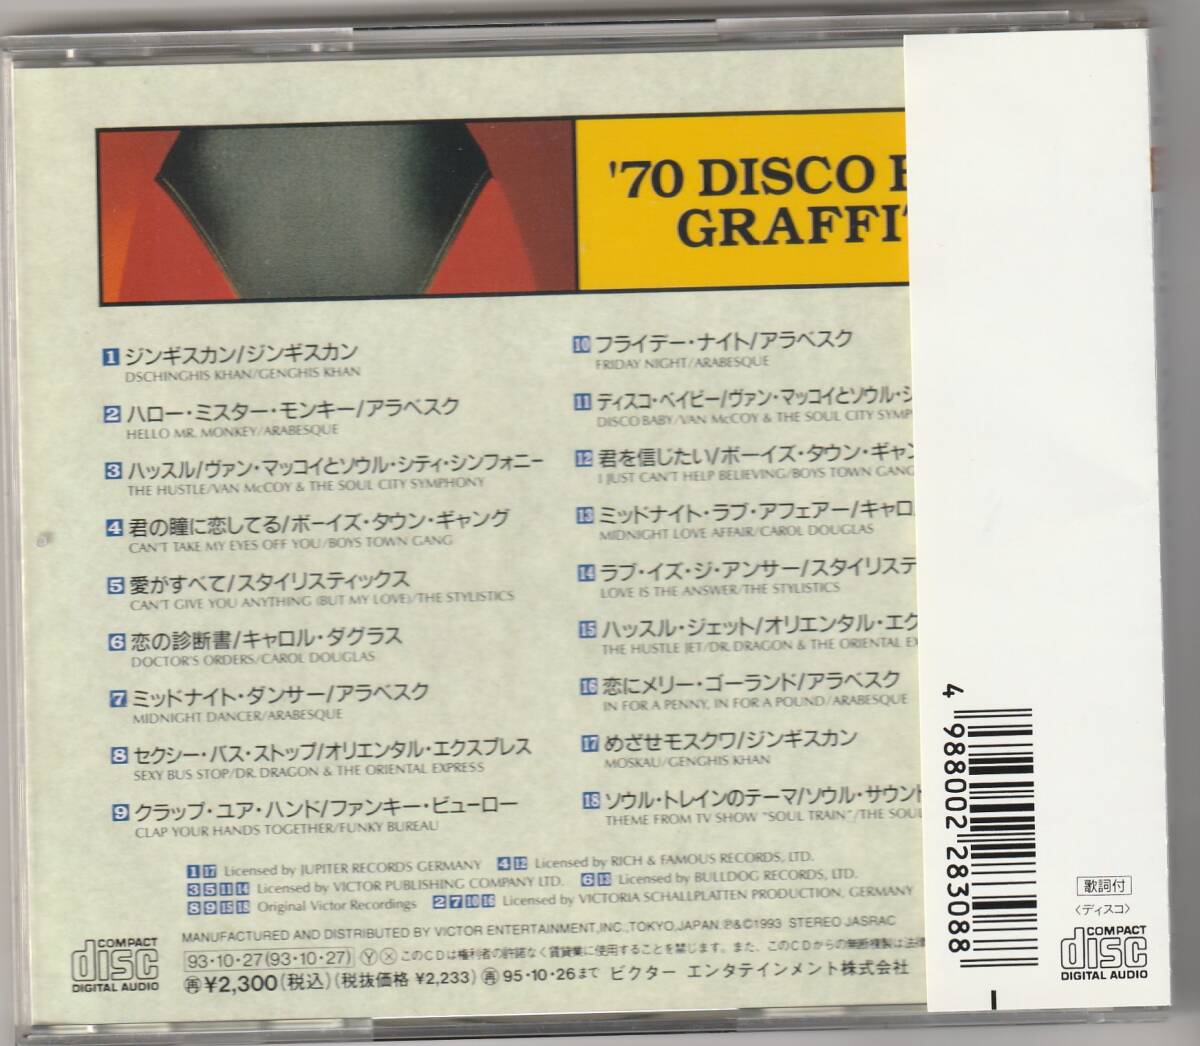 '70 DISCO
GRAFFI
1 ジンギスカン/ジンギスカン
DSCHINGHIS KHAN/GENGHIS KHAN
2 ハロー・ミスター・モンキー/アラベスク
HELLO MR. MONKEY/ARABESQUE
3 ハッスル/ヴァン・マッコイとソウル・シティ・シンフォニー
THE HUSTLE/VAN McCOY & THE SOUL CITY SYMPHONY
4 君の瞳に恋してる/ボーイズ・タウン・ギャング
CAN'T TAKE MY EYES OFF YOU/BOYS TOWN GANG
5 愛がすべて/スタイリスティックス
CAN'T GIVE YOU ANYTHING (BUT MY LOVE)/THE STYLISTICS
6 恋の診断書/キャロル・ダグラス
DOCTOR'S ORDERS/CAROL DOUGLAS
7 ミッドナイト・ダンサー/アラベスク
MIDNIGHT DANCER/ARABESQUE
8 セクシー・バス・ストップ/オリエンタル・エクスプレス
SEXY BUS STOP/DR. DRAGON & THE ORIENTAL EXPRESS
9 クラップ・ユア・ハンド/ファンキー・ビューロー
CLAP YOUR HANDS TOGETHER/FUNKY BUREAU
10 フライデー・ナイト/アラベスク
FRIDAY NIGHT/ARABESQUE
11 ディスコ・ベイビー/ヴァン・マッコイとソウル・シ
DISCO BABY/VAN McCOY & THE SOUL CITY SYMP
12 君を信じたい/ボーイズ・タウン・ギャン
I JUST CAN'T HELP BELIEVING/BOYS TOWN GANG
13 ミッドナイト・ラブ・アフェアー/キャロ
MIDNIGHT LOVE AFFAIR/CAROL DOUGLAS
14 ラブ・イズ・ジ・アンサー/スタイリステ
LOVE IS THE ANSWER/THE STYLISTICS
15 ハッスル・ジェット/オリエンタル・エク
THE HUSTLE JET/DR. DRAGON & THE ORIENTAL EX
16 恋にメリー・ゴーランド/アラベスク
IN FOR A PENNY, IN FOR A POUND/ARABESQUE
17 めざせモスクワ/ジンギスカン
MOSKAU/GENGHIS KHAN
18 ソウル・トレインのテーマ/ソウル・サウンド
THEME FROM TV SHOW "SOUL TRAIN"/THE SOUL
1 17 Licensed by JUPITER RECORDS GERMANY 4 12 Licensed by RICH & FAMOUS RECORDS, LTD.
3 5 11 14 Licensed by VICTOR PUBLISHING COMPANY LTD. 6 13 Licensed by BULLDOG RECORDS, LTD.
8 9 15 18 Original Victor Recordings 2 7 10 16 Licensed by VICTORIA SCHALLPLATTEN PRODUCTION, GERMANY
MANUFACTURED AND DISTRIBUTED BY VICTOR ENTERTAINMENT, INC., TOKYO, JAPAN. ℗&©1993 STEREO JASRAC
93・10・27(93・10・27) Ⓨ Ⓧ このCDは権利者の許諾なく賃貸業に使用することを禁じます。また、このCDからの無断複製は法律
再¥2,300(税込)(税抜価格 ¥2,233) 再95・10・26まで ビクター エンタテインメント株式会社
COMPACT
disc
DIGITAL AUDIO
4 988002 283088
歌詞付
〈ディスコ〉
COMPACT
disc
DIGITAL AUDIO